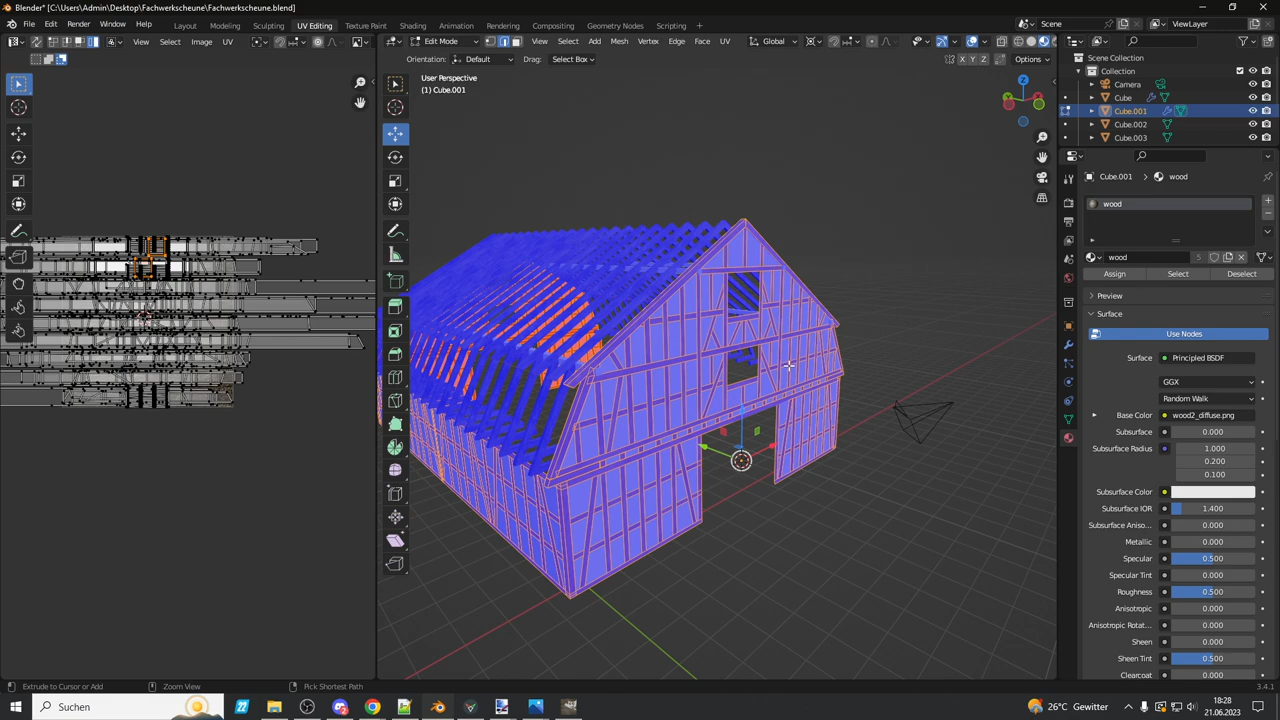 Blender* [C:\Users\Admin\Desktop\Fachwerkscheune\Fachwerkscheune.blend]
File Edit Render Window Help
Layout Modeling Sculpting UV Editing Texture Paint Shading Animation Rendering Compositing Geometry Nodes Scripting
Scene
ViewLayer
View Select Image UV
Edit Mode
View Select Add Mesh Vertex Edge Face UV
Global
Orientation: Default Drag: Select Box
X Y Z
Options
User Perspective
(1) Cube.001
Z
Scene Collection
Collection
Camera
Cube
Cube.001
Cube.002
Cube.003
Cube.001 > wood
wood
wood 5
Assign Select Deselect
Preview
Surface
Use Nodes
Surface Principled BSDF
GGX
Random Walk
Base Color wood2_diffuse.png
Subsurface 0.000
Subsurface Radius 1.000
0.200
0.100
Subsurface Color
Subsurface IOR 1.400
Subsurface Aniso... 0.000
Metallic 0.000
Specular 0.500
Specular Tint 0.000
Roughness 0.500
Anisotropic 0.000
Anisotropic Rotat... 0.000
Sheen 0.000
Sheen Tint 0.500
Clearcoat 0.000
Extrude to Cursor or Add Zoom View Pick Shortest Path
3.4.1
Suchen
26°C Gewitter
18:28
21.06.2023